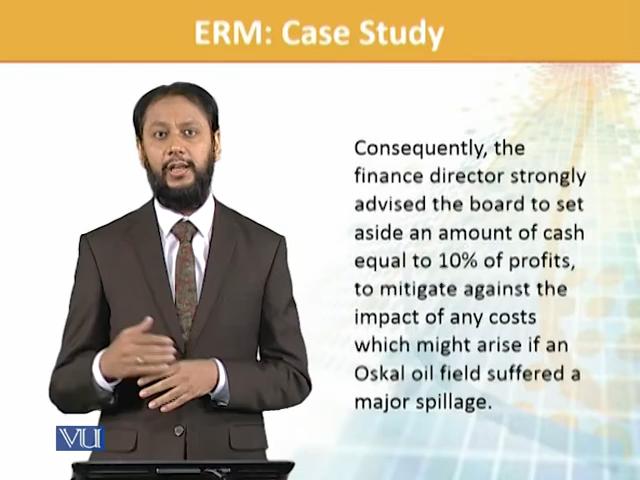 ERM: Case Study
Consequently, the
finance director strongly
advised the board to set
aside an amount of cash
equal to 10% of profits,
to mitigate against the
impact of any costs
which might arise if an
Oskal oil field suffered a
major spillage.
VU